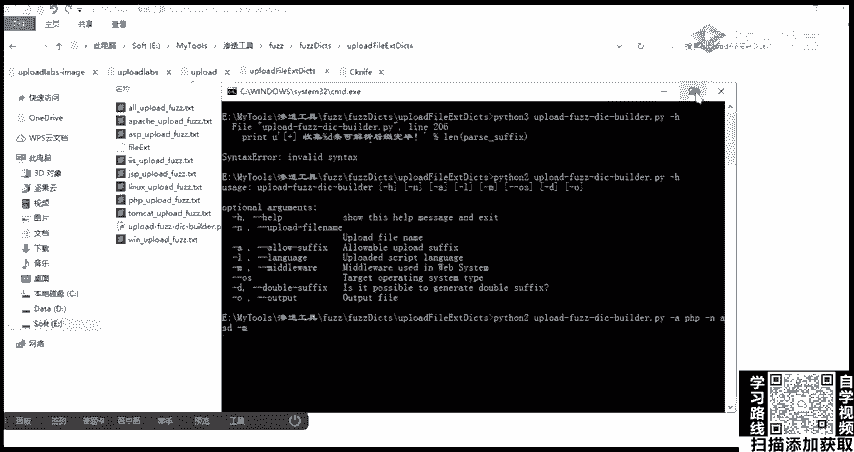 主页 共享 查看
此电脑 > Soft (E:) > MyTools > 渗透工具 > fuzz > fuzzDicts > uploadFileExtDicts
uploadlabs-image × uploadlabs × upload × uploadFileExtDicts × Cknife ×
快速访问
OneDrive
WPS云文档
此电脑
3D 对象
坚果云
视频
图片
文档
下载
音乐
桌面
本地磁盘 (C:)
Data (D:)
Soft (E:)
网络
名称
all_upload_fuzz.txt
apache_upload_fuzz.txt
asp_upload_fuzz.txt
fileExt
iis_upload_fuzz.txt
jsp_upload_fuzz.txt
linux_upload_fuzz.txt
php_upload_fuzz.txt
tomcat_upload_fuzz.txt
upload-fuzz-dic-builder.p
win_upload_fuzz.txt
C:\WINDOWS\system32\cmd.exe
E:\MyTools\渗透工具\fuzz\fuzzDicts\uploadFileExtDicts>python3 upload-fuzz-dic-builder.py -h
File "upload-fuzz-dic-builder.py", line 206
print u'[+] 收集%d条可解析后缀完毕！' % len(parse_suffix)
SyntaxError: invalid syntax
E:\MyTools\渗透工具\fuzz\fuzzDicts\uploadFileExtDicts>python2 upload-fuzz-dic-builder.py -h
usage: upload-fuzz-dic-builder [-h] [-n] [-a] [-l] [-m] [--os] [-d] [-o]
optional arguments:
-h, --help show this help message and exit
-n , --upload-filename
Upload file name
-a , --allow-suffix Allowable upload suffix
-l , --language Uploaded script language
-m , --middleware Middleware used in Web System
--os Target operating system type
-d, --double-suffix Is it possible to generate double suffix?
-o , --output Output file
E:\MyTools\渗透工具\fuzz\fuzzDicts\uploadFileExtDicts>python2 upload-fuzz-dic-builder.py -a php -n a
sd -m
工具
学习路线
自学视频
扫描添加获取